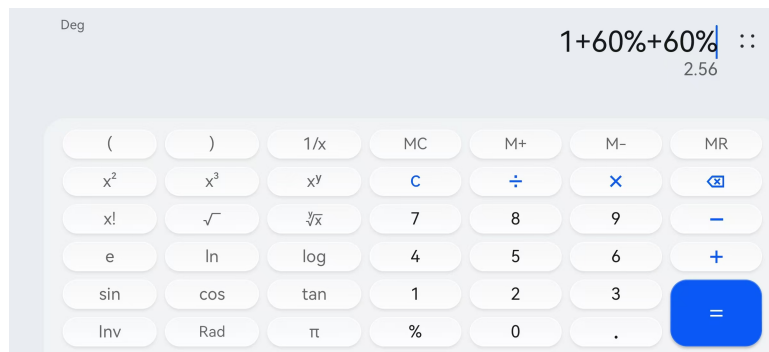 Deg
1+60%+60%
2.56
( ) 1/x MC M+ M- MR
x² x³ xʸ C ÷ ×
x! √ ʸ√x 7 8 9 −
e ln log 4 5 6 +
sin cos tan 1 2 3 =
Inv Rad π % 0 .